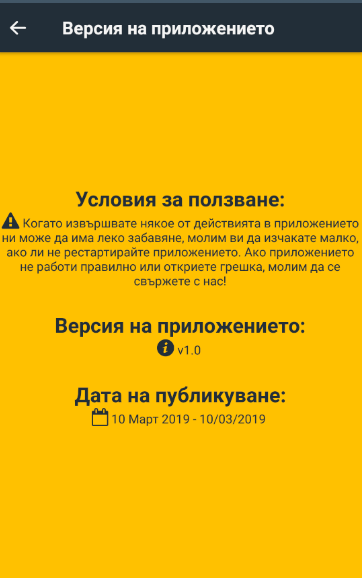 Версия на приложението
Условия за ползване:
Когато извършвате някое от действията в приложението
ни може да има леко забавяне, молим ви да изчакате малко,
ако ли не рестартирайте приложението. Ако приложението
не работи правилно или откриете грешка, молим да се
свържете с нас!
Версия на приложението:
v1.0
Дата на публикуване:
10 Март 2019 - 10/03/2019